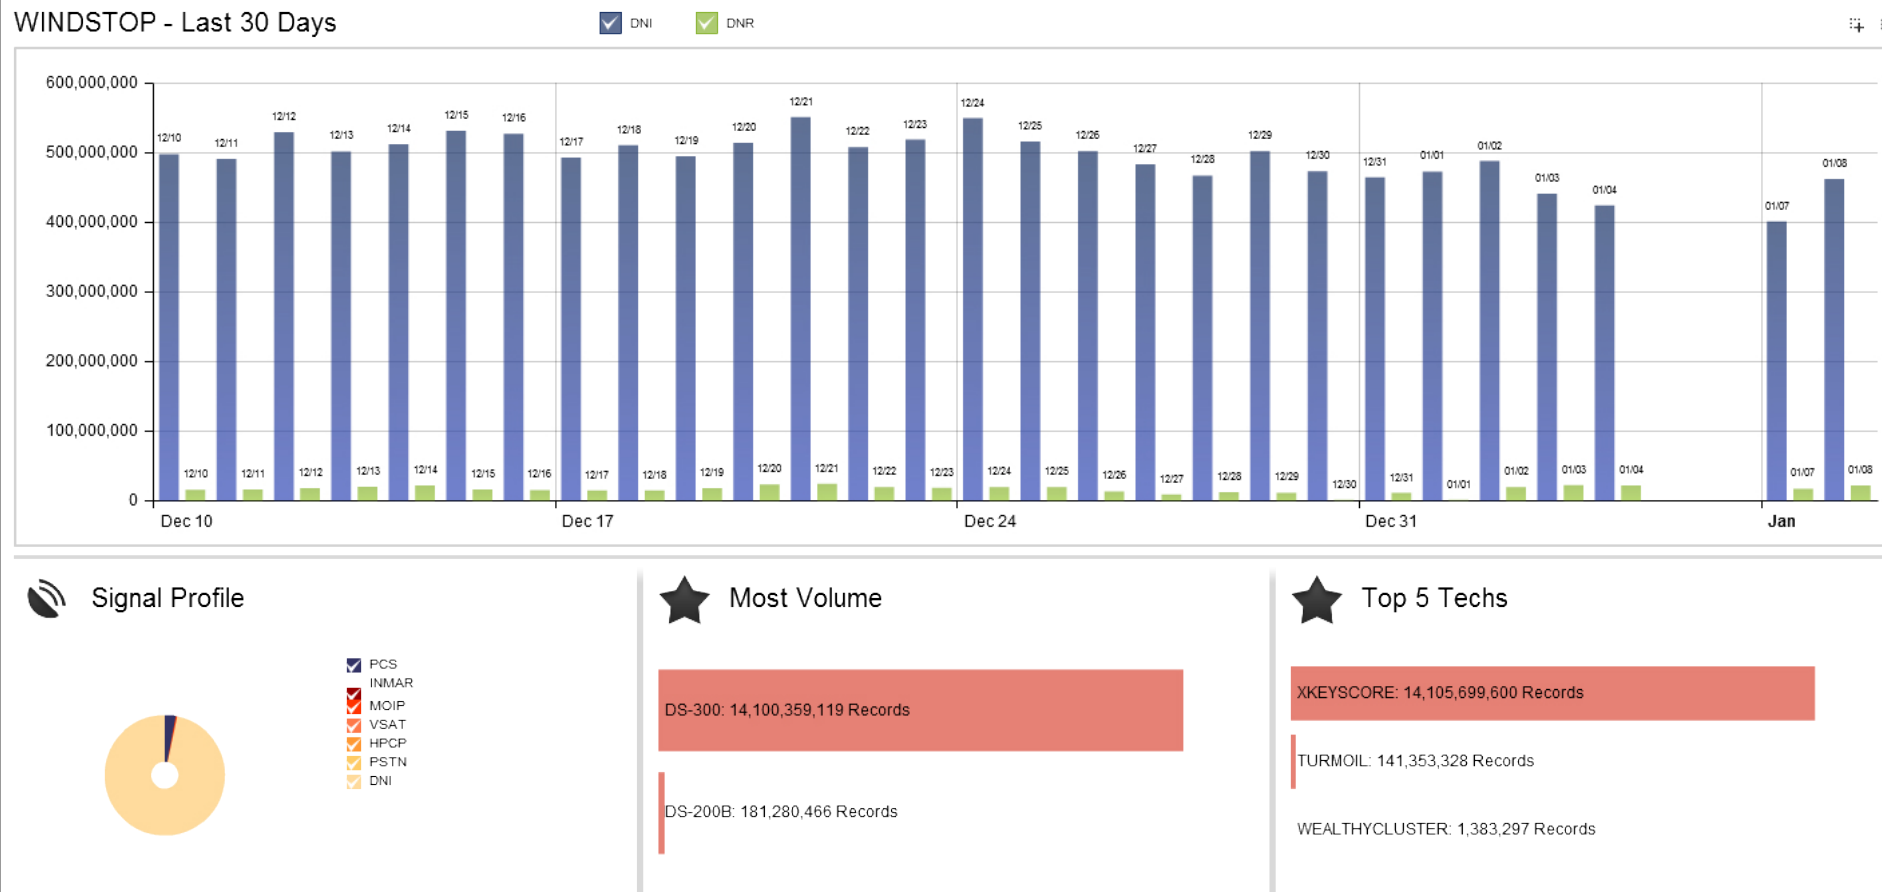 WINDSTOP - Last 30 Days
DNI
DNR
600,000,000
500,000,000
400,000,000
300,000,000
200,000,000
100,000,000
0
12/10
12/11
12/12
12/13
12/14
12/15
12/16
12/17
12/18
12/19
12/20
12/21
12/22
12/23
12/24
12/25
12/26
12/27
12/28
12/29
12/30
12/31
01/01
01/02
01/03
01/04
01/07
01/08
12/10
12/11
12/12
12/13
12/14
12/15
12/16
12/17
12/18
12/19
12/20
12/21
12/22
12/23
12/24
12/25
12/26
12/27
12/28
12/29
12/30
12/31
01/01
01/02
01/03
01/04
01/07
01/08
Dec 10
Dec 17
Dec 24
Dec 31
Jan
Signal Profile
PCS
INMAR
MOIP
VSAT
HPCP
PSTN
DNI
Most Volume
DS-300: 14,100,359,119 Records
DS-200B: 181,280,466 Records
Top 5 Techs
XKEYSCORE: 14,105,699,600 Records
TURMOIL: 141,353,328 Records
WEALTHYCLUSTER: 1,383,297 Records